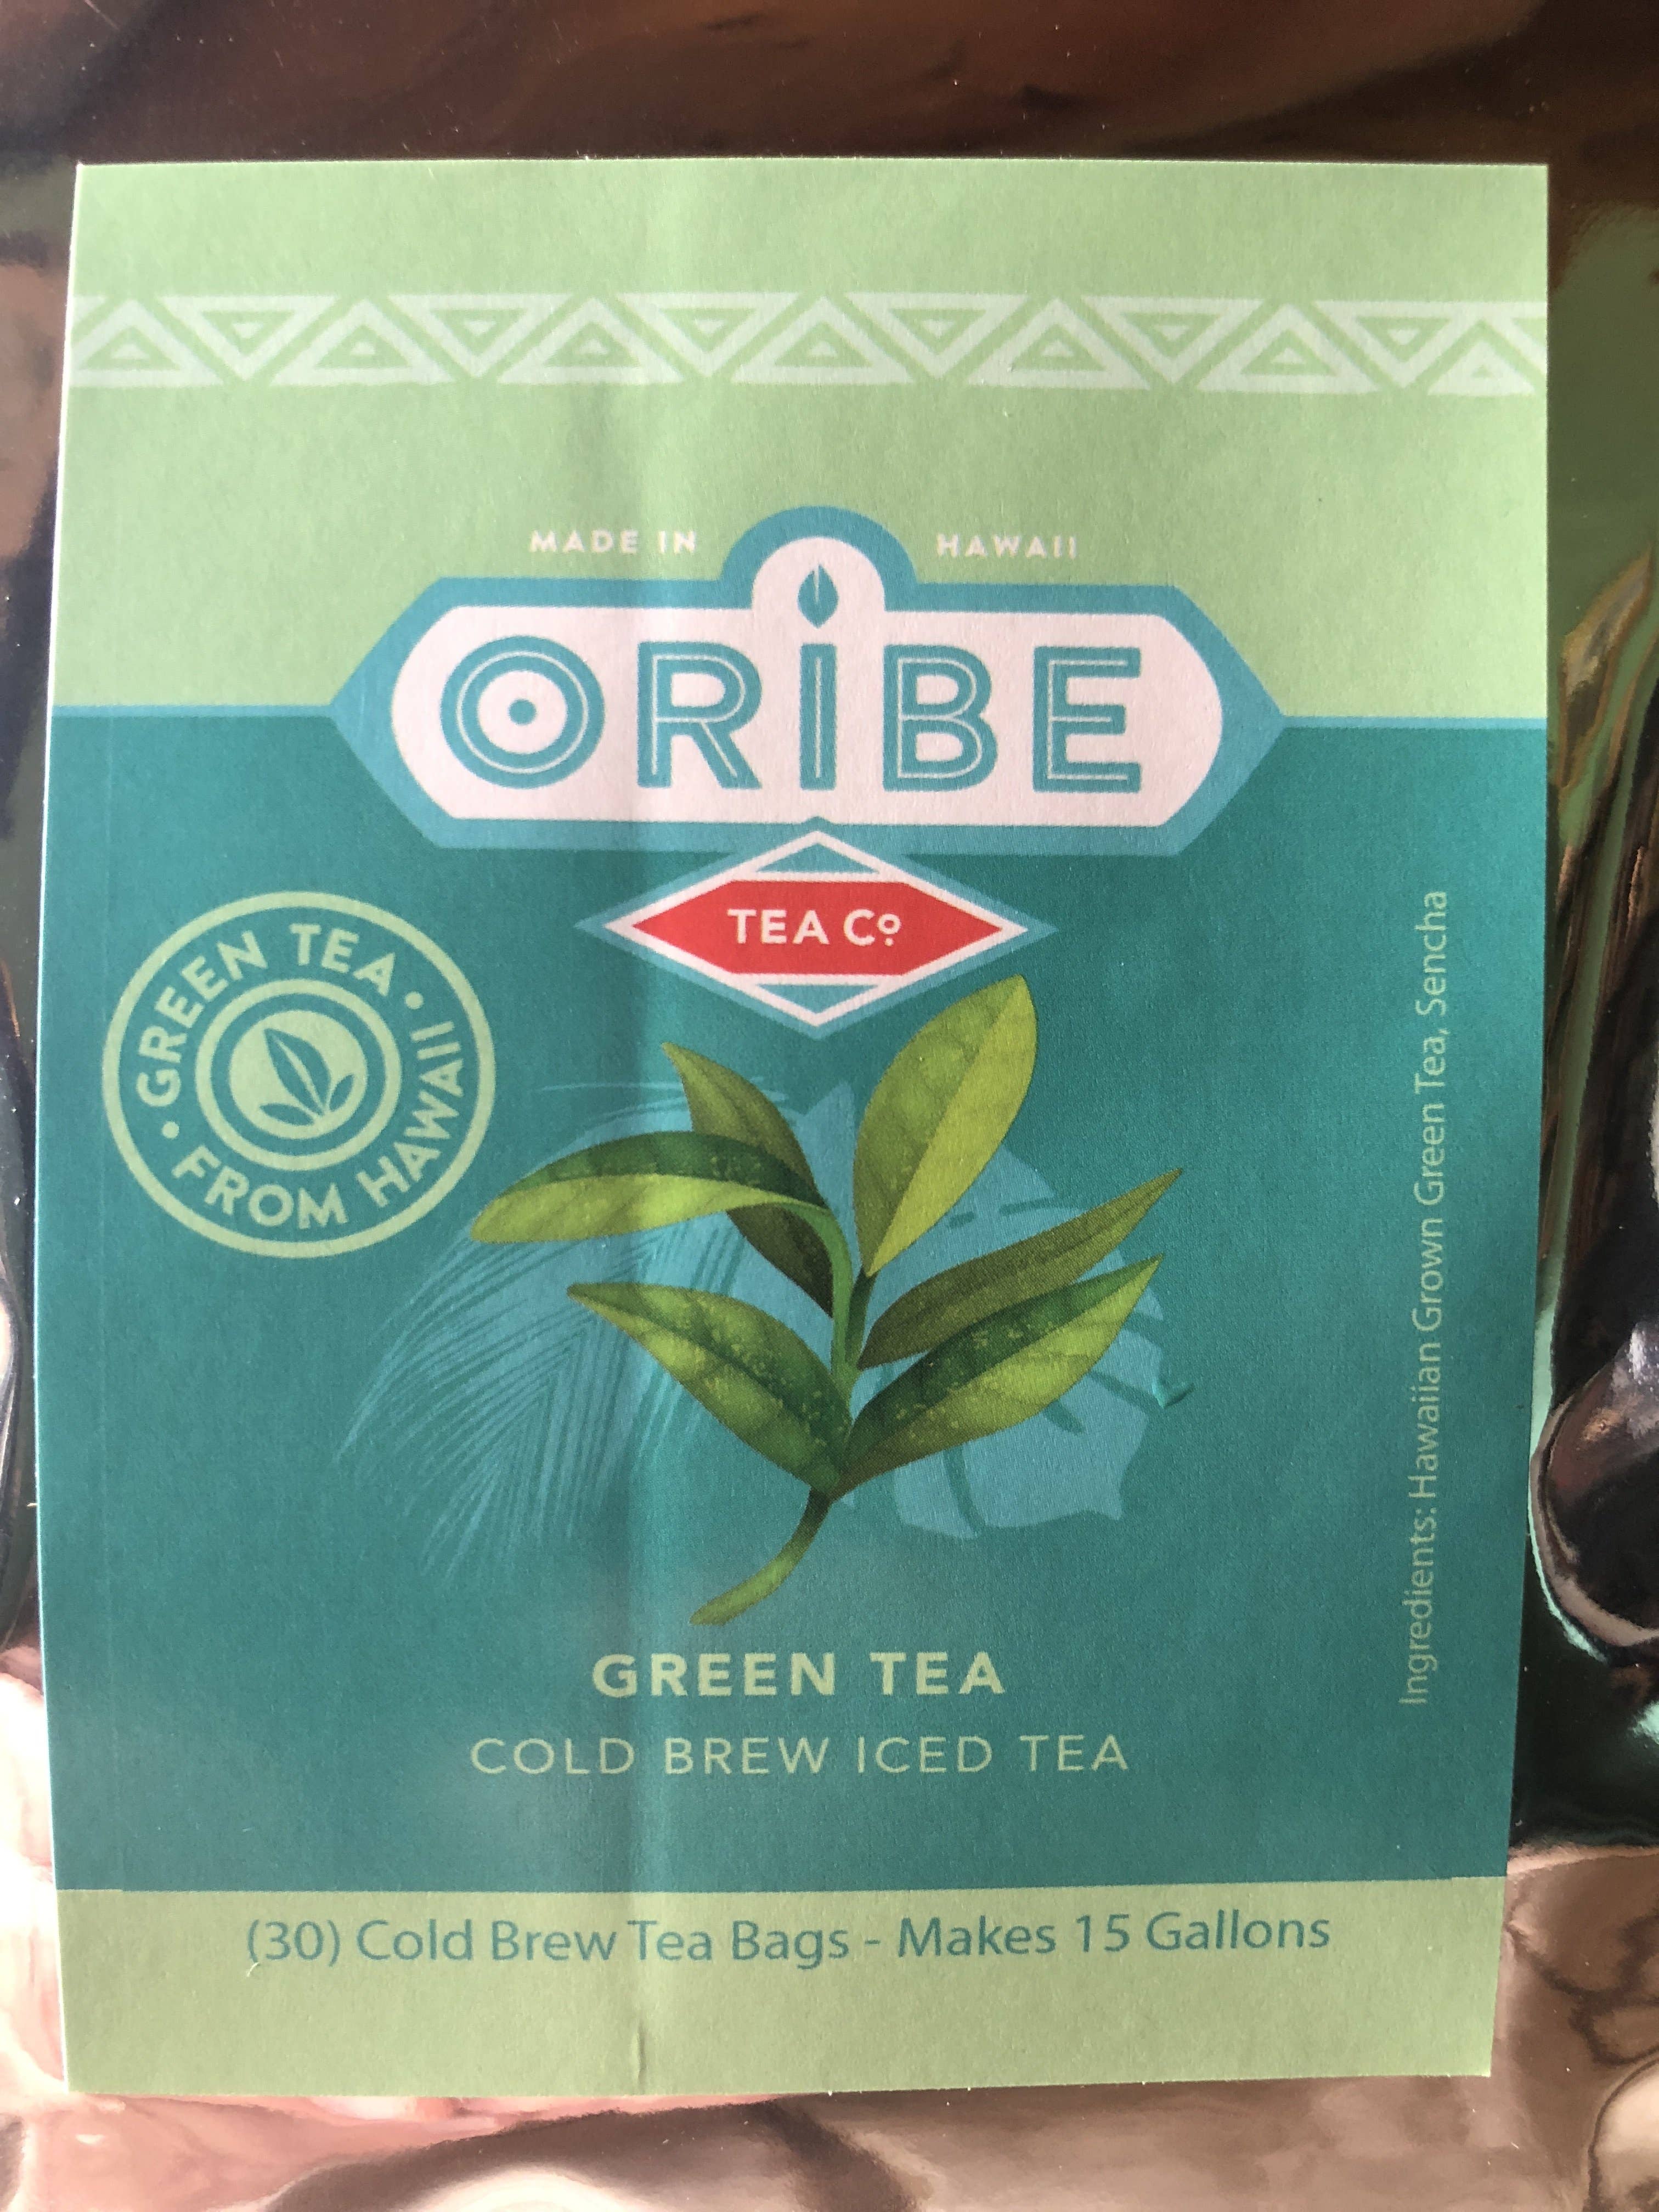 MADE IN HAWAII
ORIBE
TEA Co.
GREEN TEA
FROM HAWAII
Ingredients: Hawaiian Grown Green Tea, Sencha
GREEN TEA
COLD BREW ICED TEA
(30) Cold Brew Tea Bags - Makes 15 Gallons